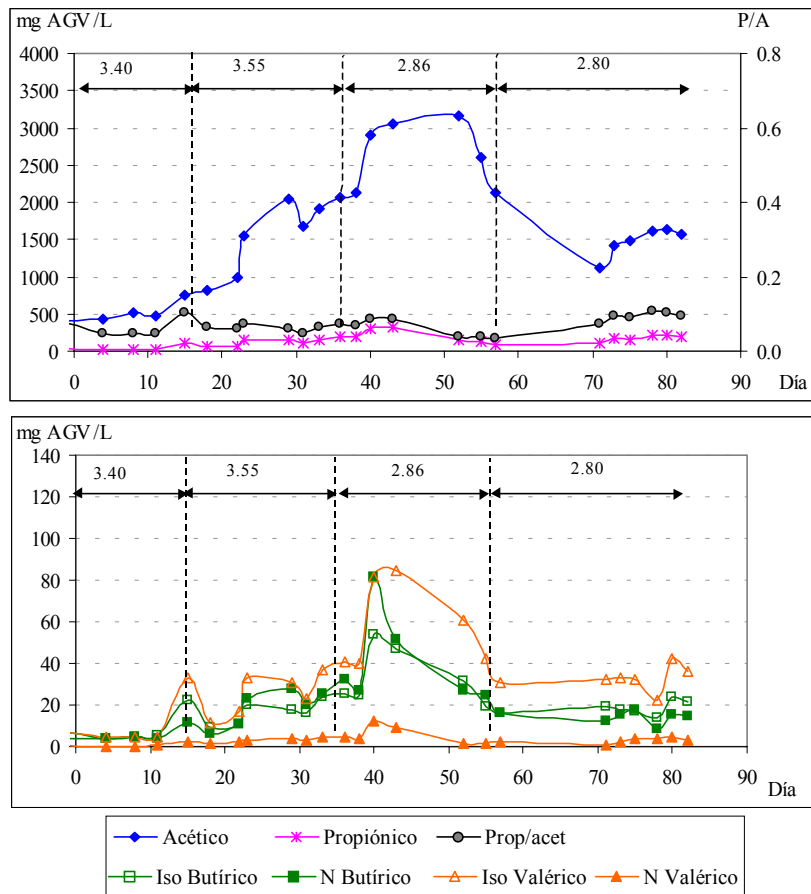 mg AGV/L P/A
4000 0.8
3.40 3.55 2.86 2.80
3500
3000 0.6
2500
2000 0.4
1500
1000 0.2
500
0 0.0
0 10 20 30 40 50 60 70 80 90
Día
mg AGV/L
140
3.40 3.55 2.86 2.80
120
100
80
60
40
20
0
0 10 20 30 40 50 60 70 80 90
Día
Acético Propiónico Prop/acet
Iso Butírico N Butírico Iso Valérico N Valérico